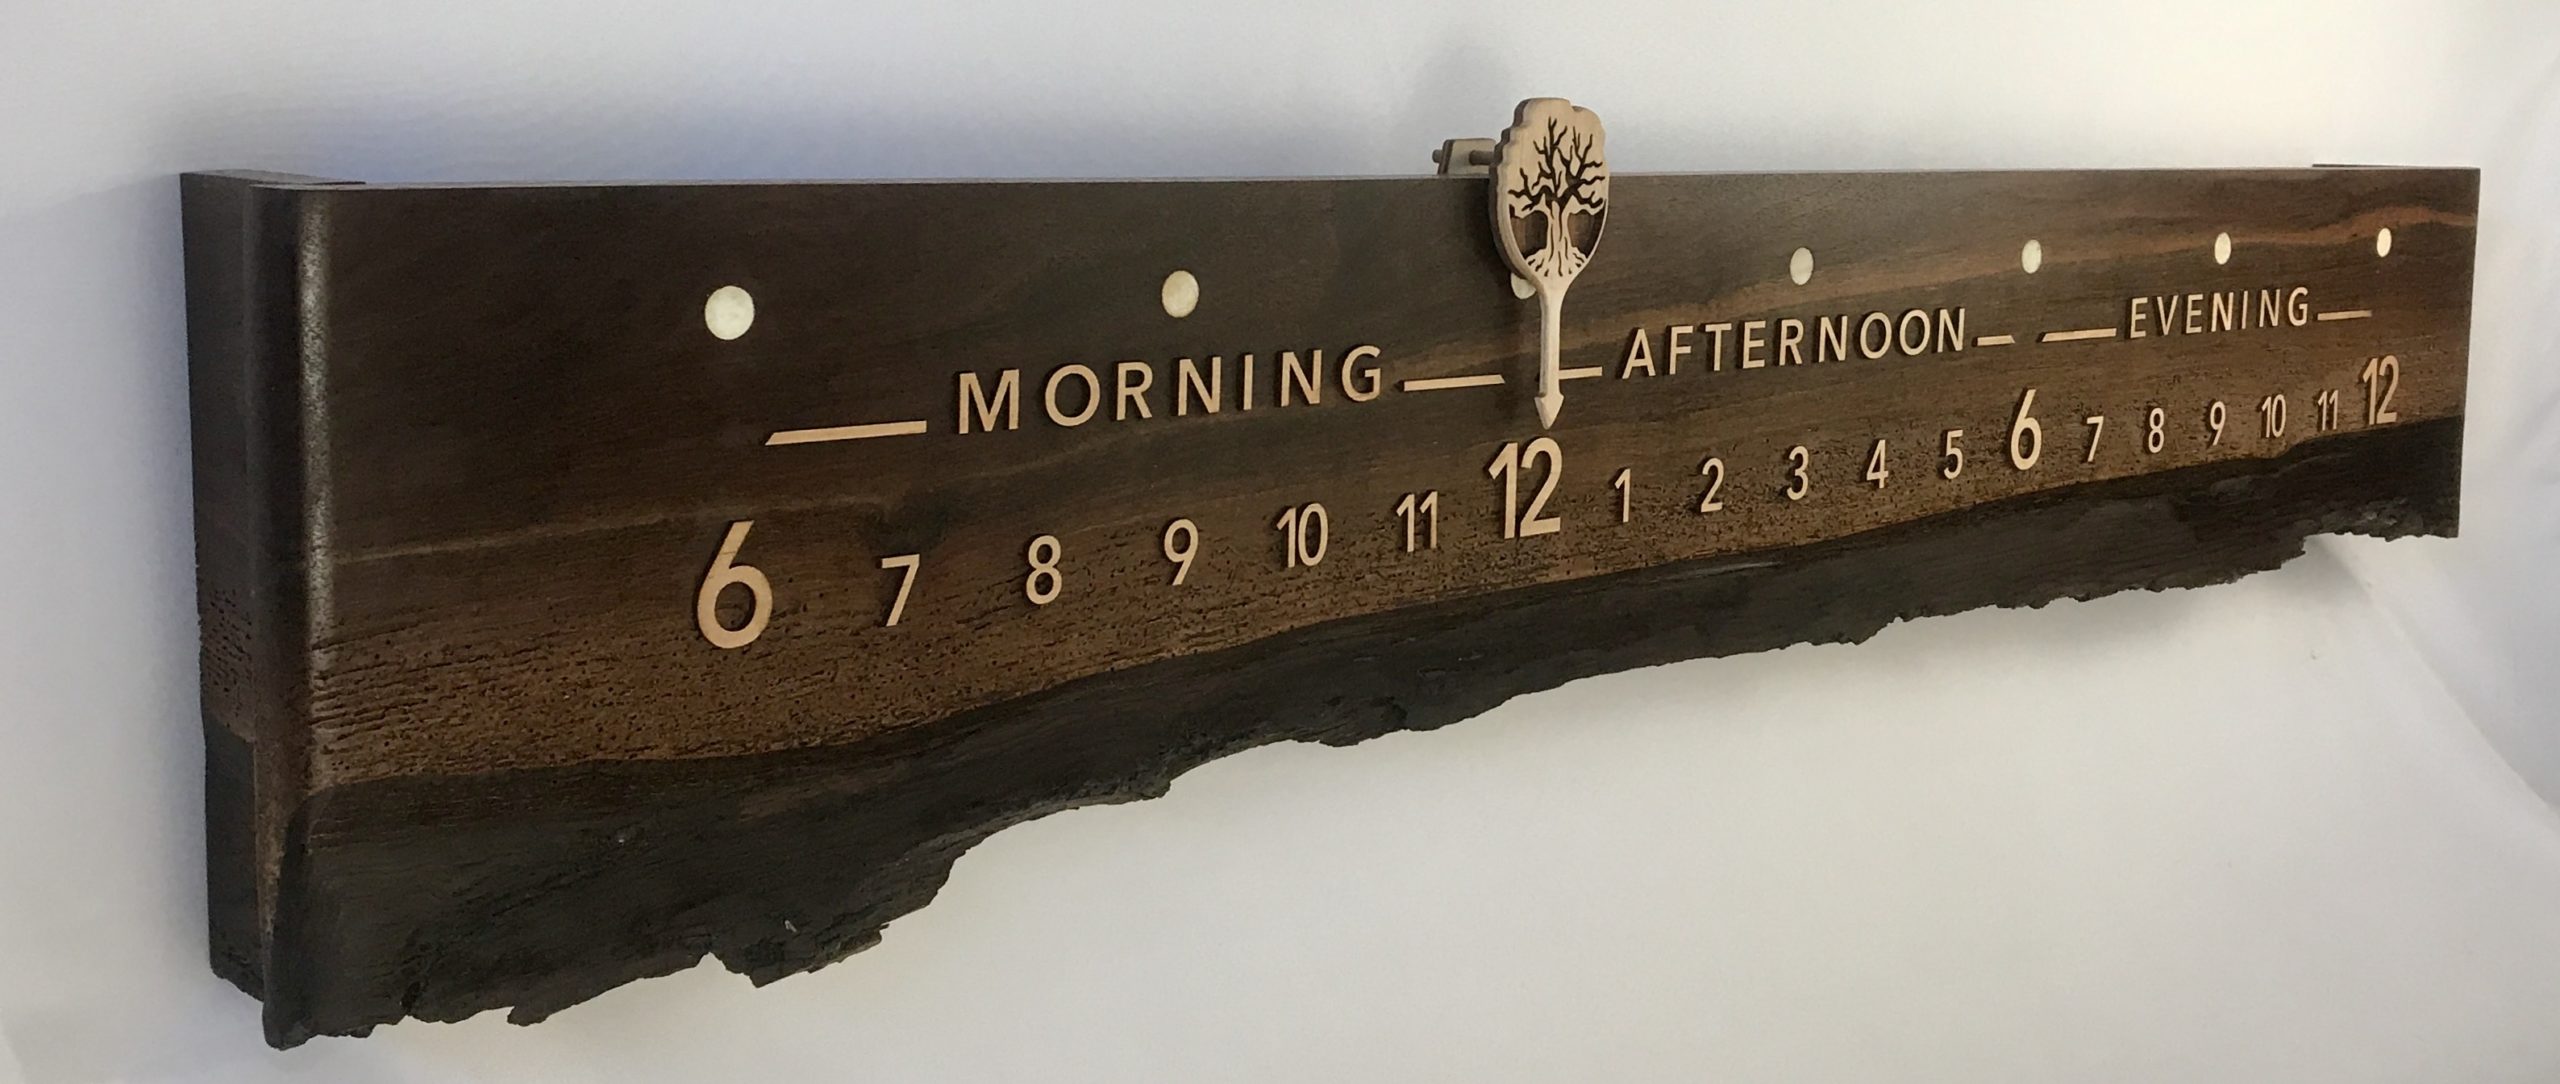 MORNING AFTERNOON EVENING
6 7 8 9 10 11 12 1 2 3 4 5 6 7 8 9 10 11 12